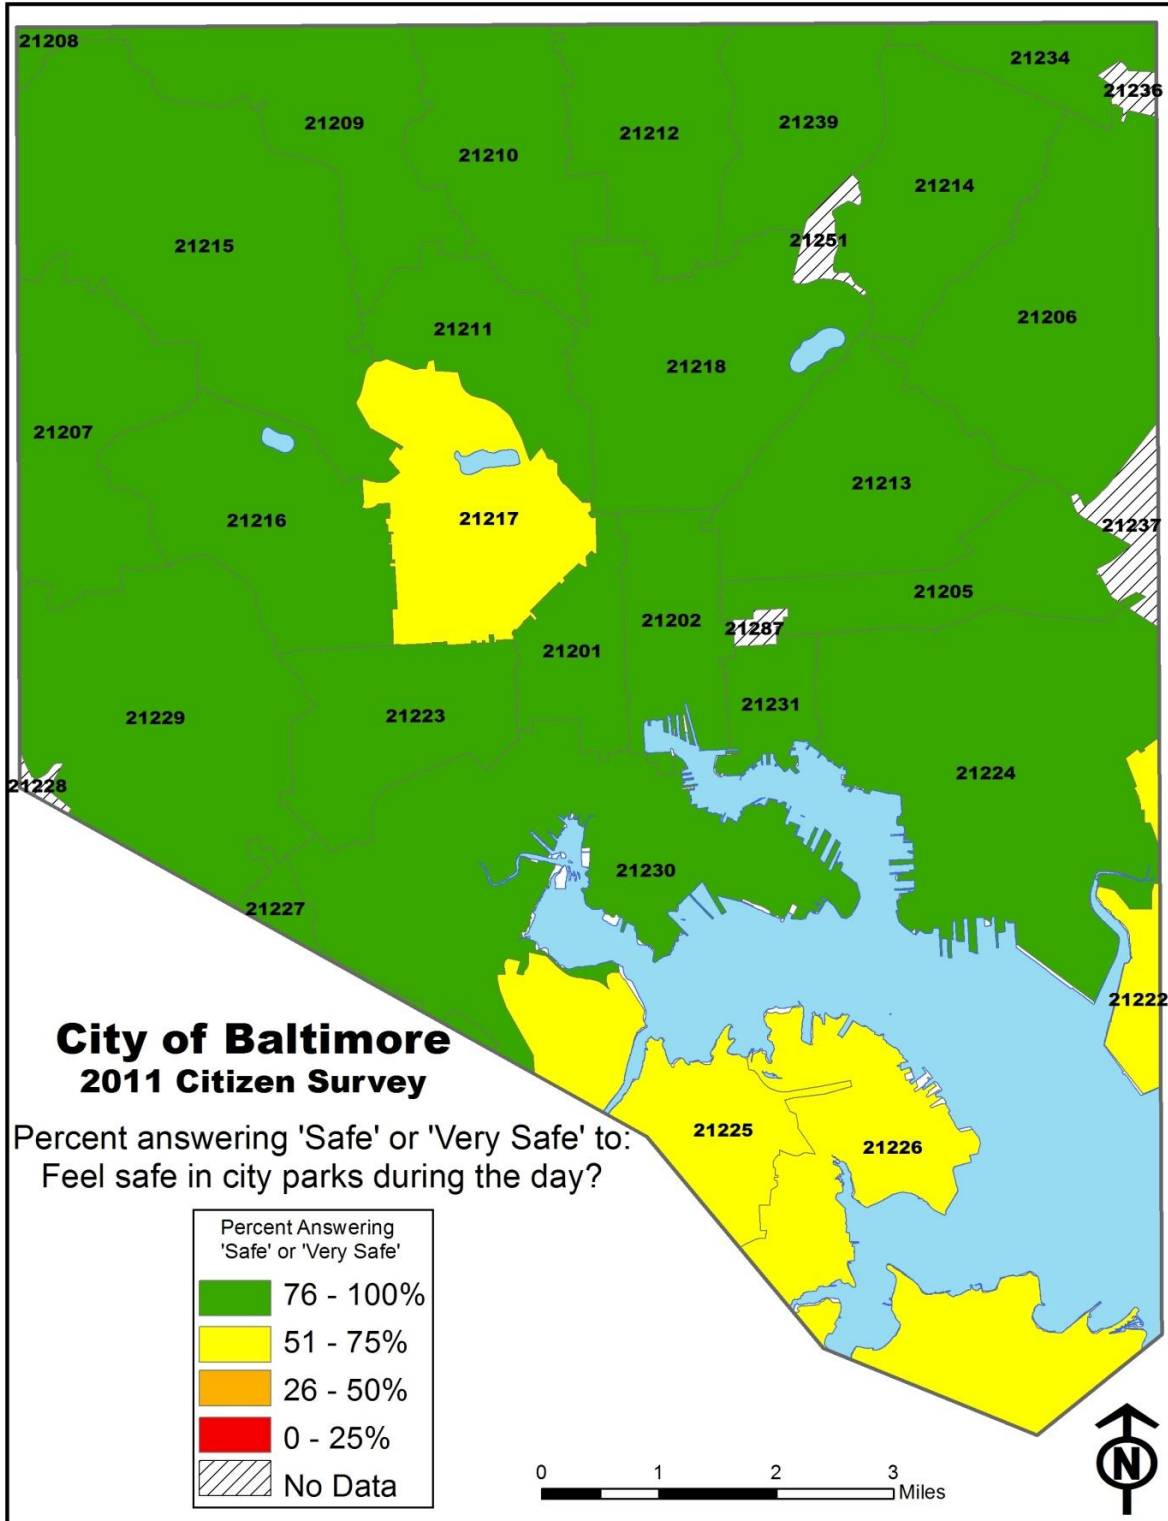 21208
21234
21236
21209
21212
21239
21210
21214
21251
21215
21206
21211
21218
21207
21213
21216
21217
21237
21205
21202
21287
21201
21231
21229
21223
21224
21228
21230
21227
21222
City of Baltimore
2011 Citizen Survey
Percent answering 'Safe' or 'Very Safe' to:
Feel safe in city parks during the day?
21225
21226
Percent Answering
'Safe' or 'Very Safe'
76 - 100%
51 - 75%
26 - 50%
0 - 25%
No Data
0 1 2 3
Miles
N